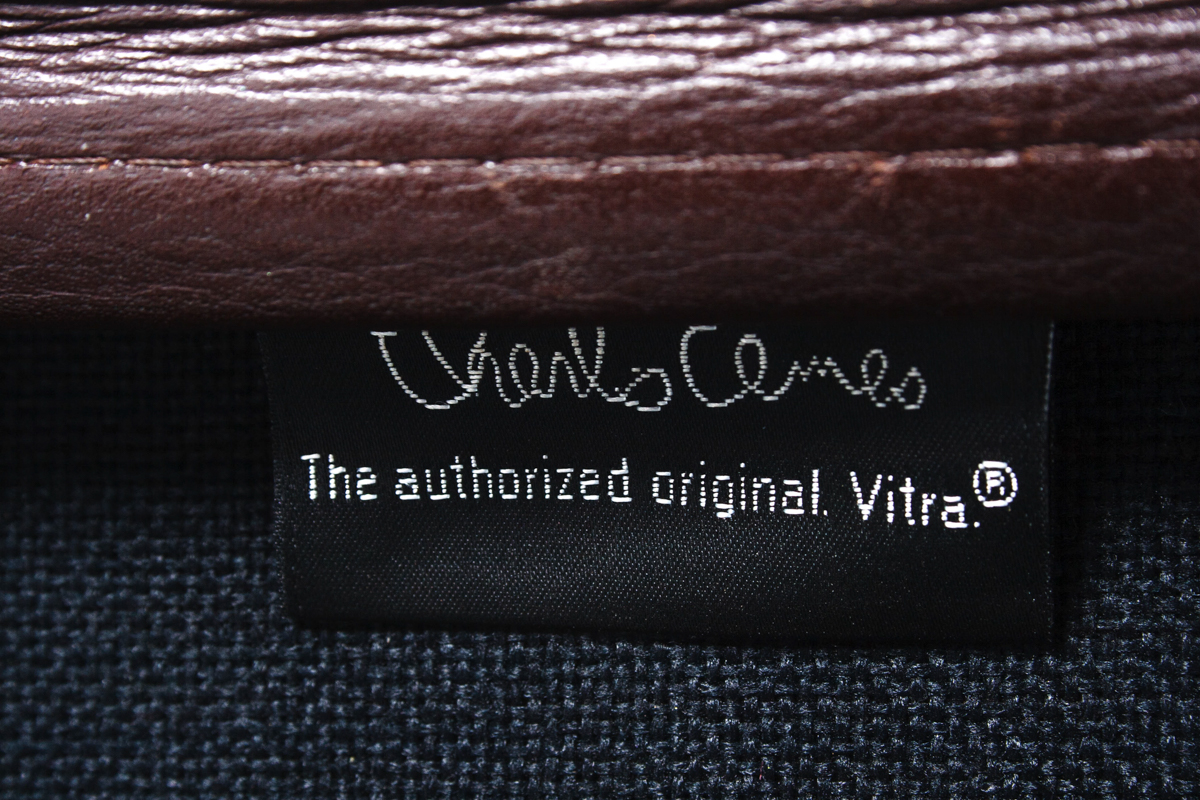 Charles Eames
The authorized original. Vitra.®